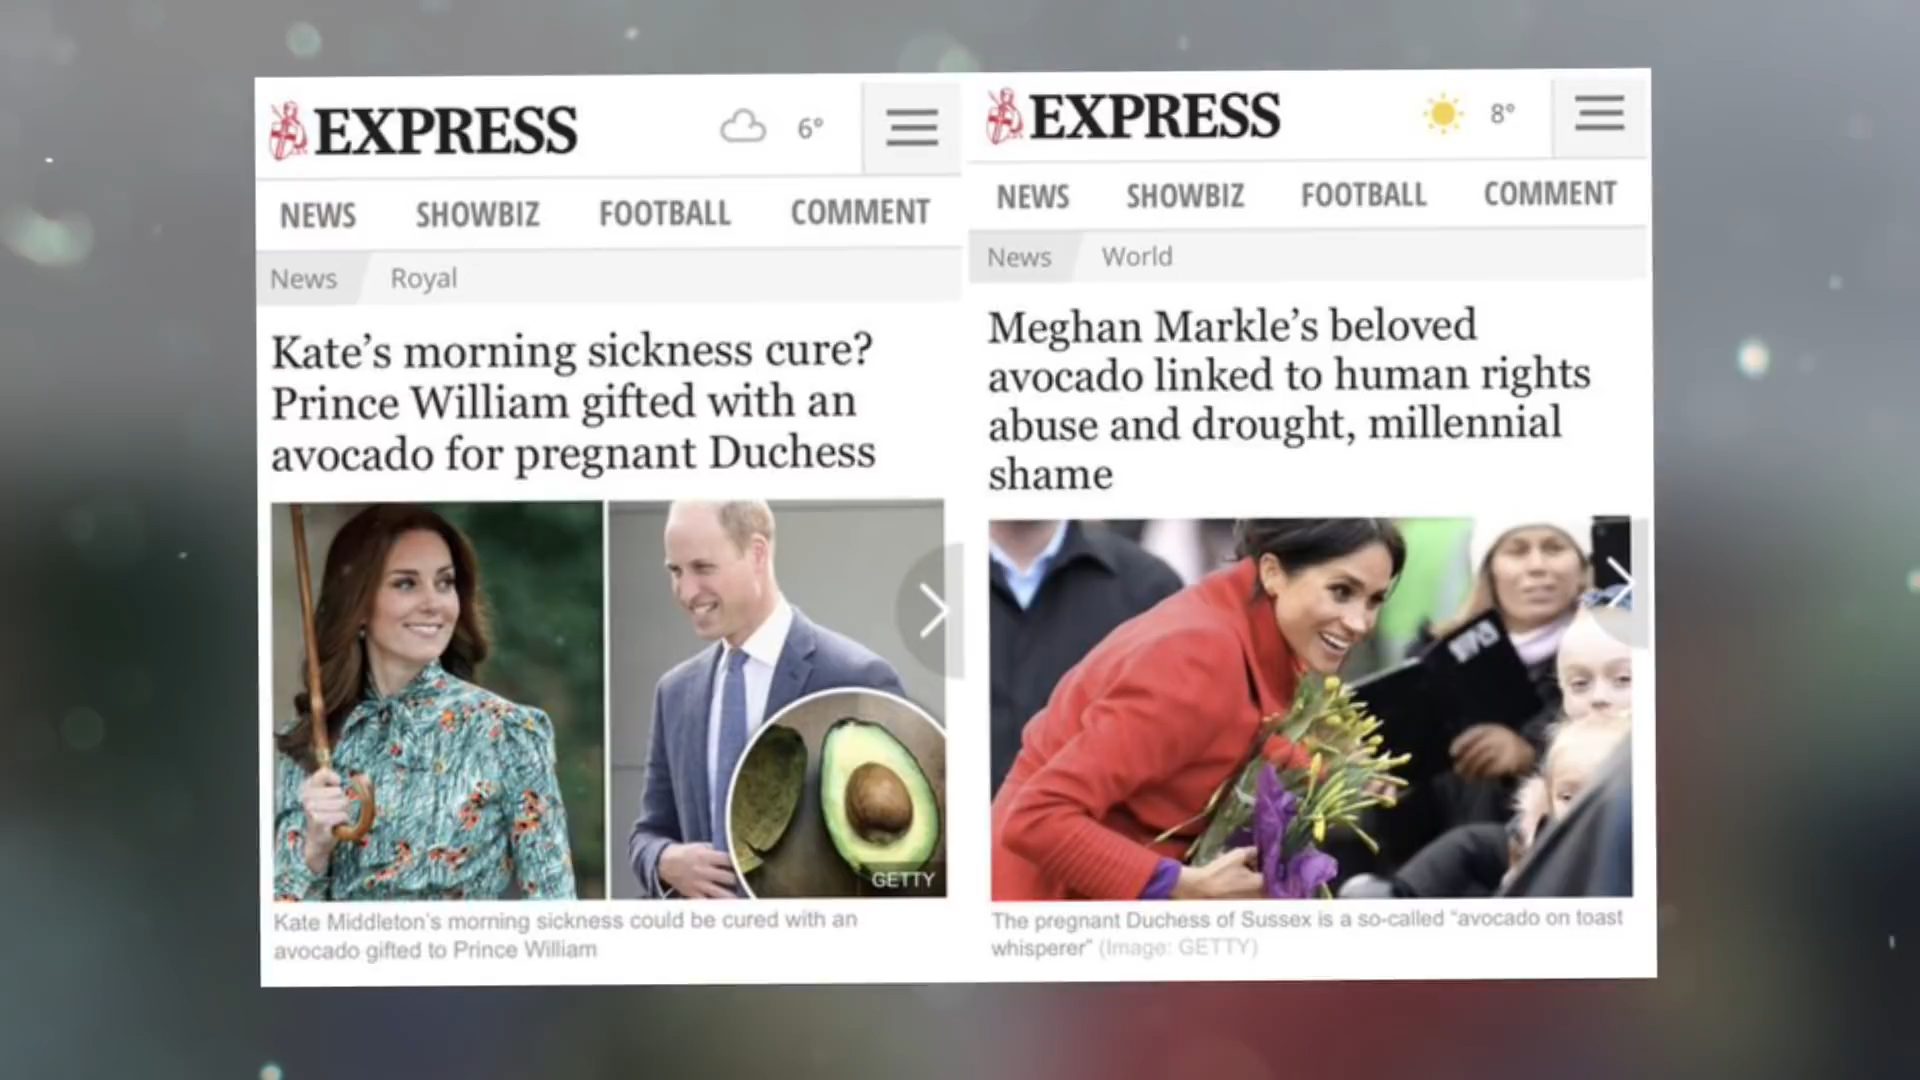 EXPRESS
6°
NEWS SHOWBIZ FOOTBALL COMMENT
News Royal
Kate's morning sickness cure?
Prince William gifted with an
avocado for pregnant Duchess
GETTY
Kate Middleton's morning sickness could be cured with an
avocado gifted to Prince William
EXPRESS
8°
NEWS SHOWBIZ FOOTBALL COMMENT
News World
Meghan Markle's beloved
avocado linked to human rights
abuse and drought, millennial
shame
The pregnant Duchess of Sussex is a so-called "avocado on toast
whisperer" (Image: GETTY)